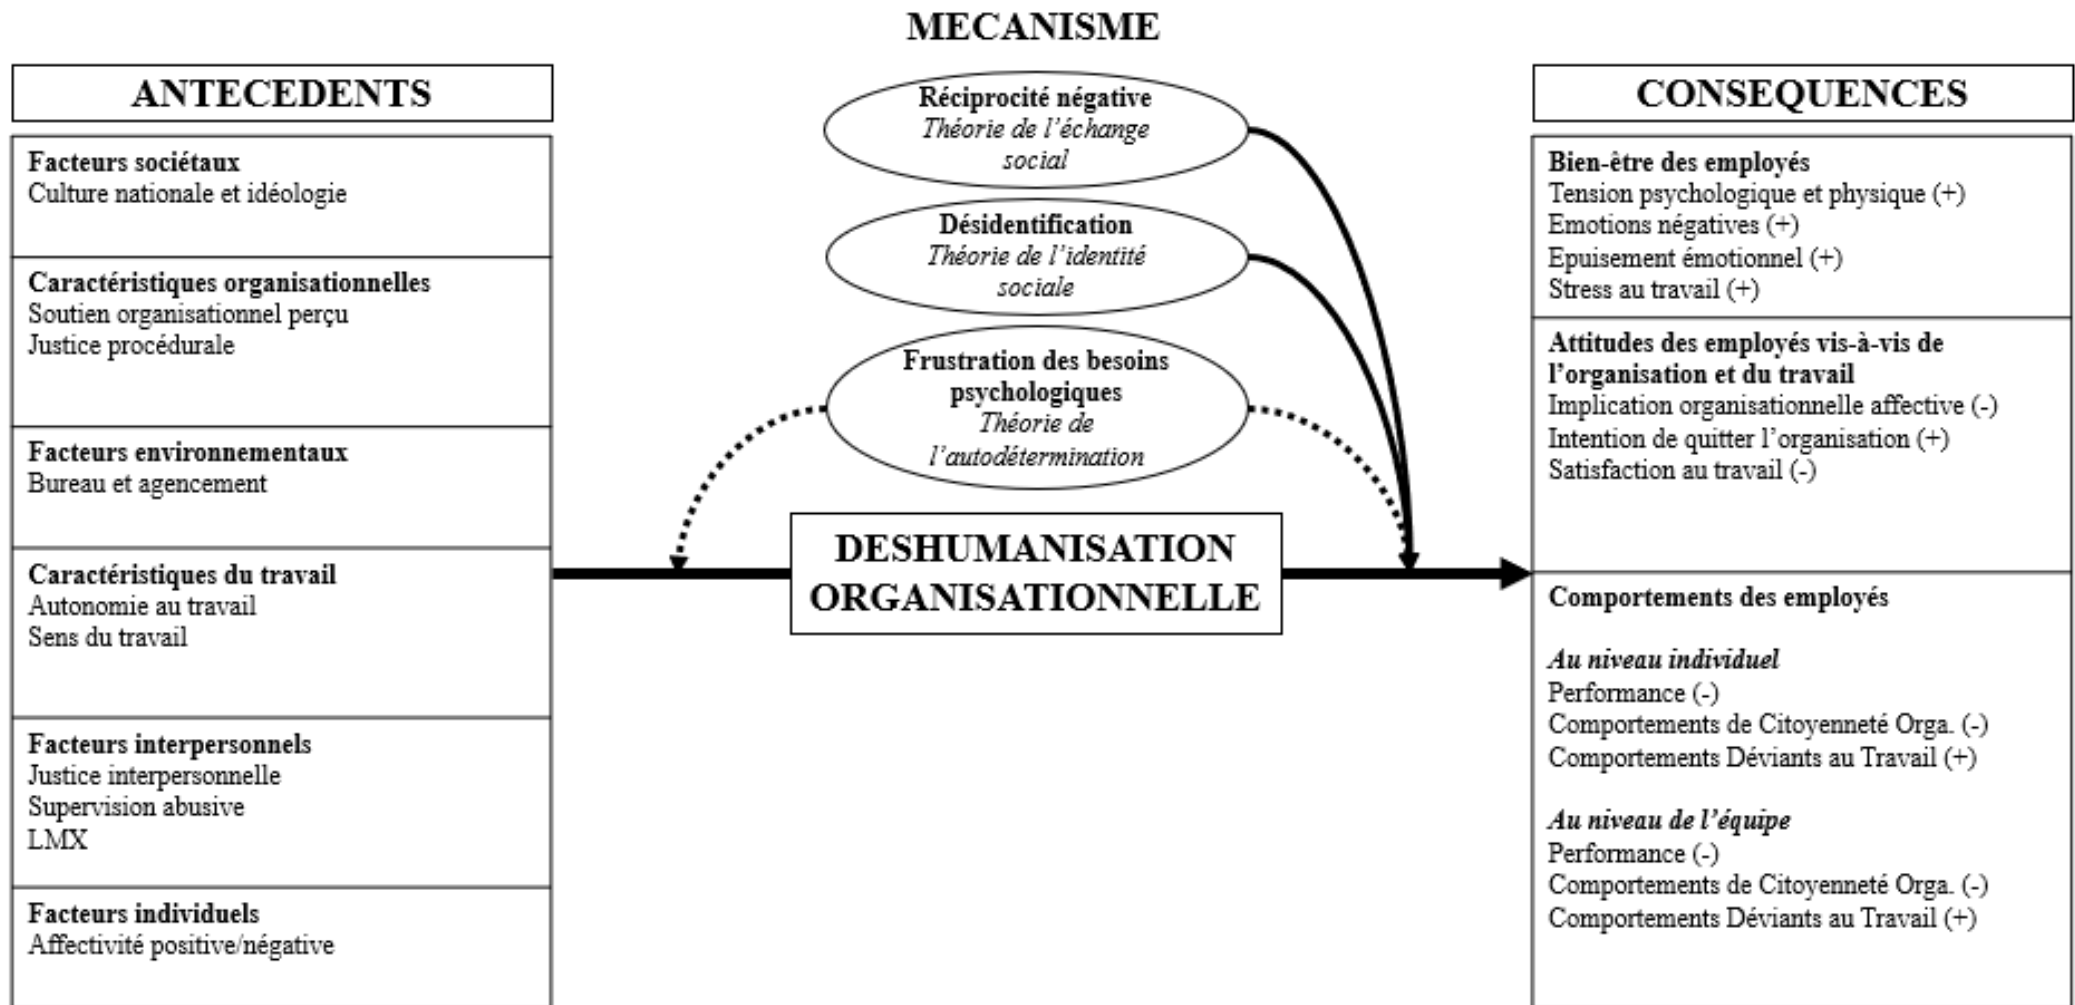 MECANISME
ANTECEDENTS
Facteurs sociétaux
Culture nationale et idéologie
Caractéristiques organisationnelles
Soutien organisationnel perçu
Justice procédurale
Facteurs environnementaux
Bureau et agencement
Caractéristiques du travail
Autonomie au travail
Sens du travail
Facteurs interpersonnels
Justice interpersonnelle
Supervision abusive
LMX
Facteurs individuels
Affectivité positive/négative
Réciprocité négative
Théorie de l’échange
social
Désidentification
Théorie de l’identité
sociale
Frustration des besoins
psychologiques
Théorie de
l’autodétermination
DESHUMANISATION
ORGANISATIONNELLE
CONSEQUENCES
Bien-être des employés
Tension psychologique et physique (+)
Emotions négatives (+)
Epuisement émotionnel (+)
Stress au travail (+)
Attitudes des employés vis-à-vis de
l’organisation et du travail
Implication organisationnelle affective (-)
Intention de quitter l’organisation (+)
Satisfaction au travail (-)
Comportements des employés
Au niveau individuel
Performance (-)
Comportements de Citoyenneté Orga. (-)
Comportements Déviants au Travail (+)
Au niveau de l’équipe
Performance (-)
Comportements de Citoyenneté Orga. (-)
Comportements Déviants au Travail (+)